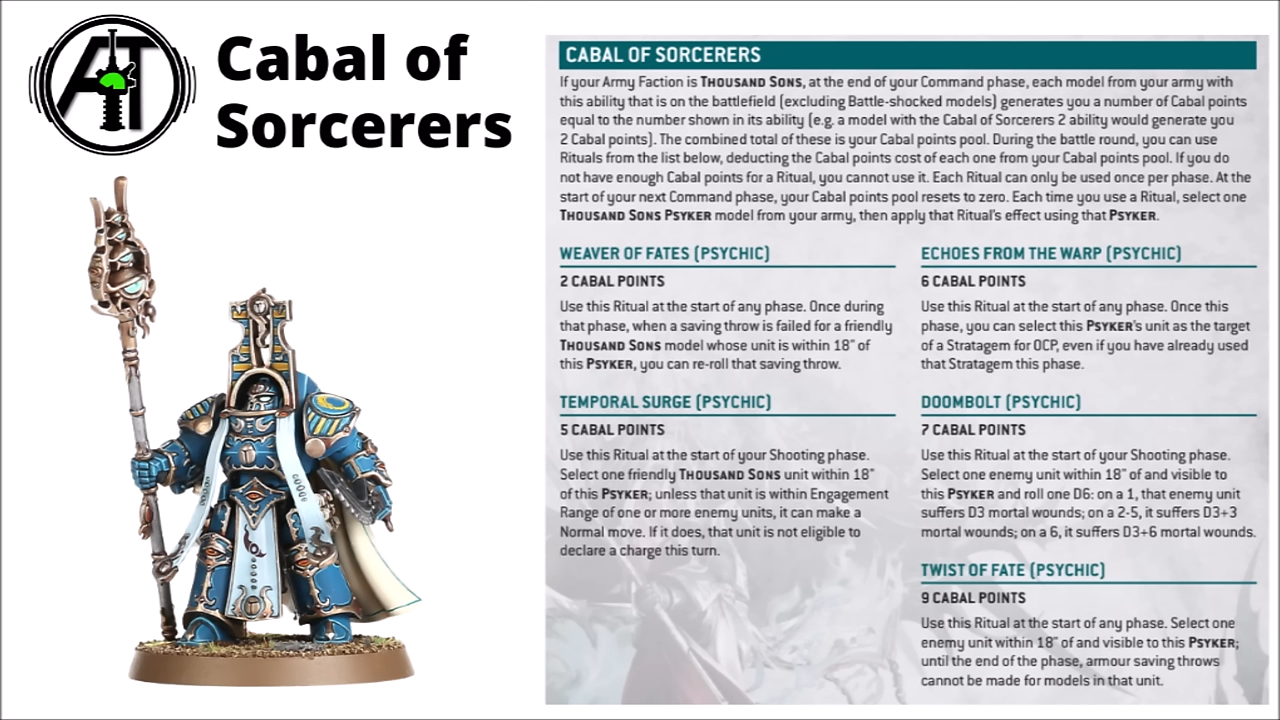 AT
Cabal of
Sorcerers
CABAL OF SORCERERS
If your Army Faction is THOUSAND SONS, at the end of your Command phase, each model from your army with
this ability that is on the battlefield (excluding Battle-shocked models) generates you a number of Cabal points
equal to the number shown in its ability (e.g. a model with the Cabal of Sorcerers 2 ability would generate you
2 Cabal points). The combined total of these is your Cabal points pool. During the battle round, you can use
Rituals from the list below, deducting the Cabal points cost of each one from your Cabal points pool. If you do
not have enough Cabal points for a Ritual, you cannot use it. Each Ritual can only be used once per phase. At the
start of your next Command phase, your Cabal points pool resets to zero. Each time you use a Ritual, select one
THOUSAND SONS PSYKER model from your army, then apply that Ritual's effect using that PSYKER.
WEAVER OF FATES (PSYCHIC)
2 CABAL POINTS
Use this Ritual at the start of any phase. Once during
that phase, when a saving throw is failed for a friendly
THOUSAND SONS model whose unit is within 18" of
this PSYKER, you can re-roll that saving throw.
TEMPORAL SURGE (PSYCHIC)
5 CABAL POINTS
Use this Ritual at the start of your Shooting phase.
Select one friendly THOUSAND SONS unit within 18"
of this PSYKER; unless that unit is within Engagement
Range of one or more enemy units, it can make a
Normal move. If it does, that unit is not eligible to
declare a charge this turn.
ECHOES FROM THE WARP (PSYCHIC)
6 CABAL POINTS
Use this Ritual at the start of any phase. Once this
phase, you can select this PSYKER's unit as the target
of a Stratagem for 0CP, even if you have already used
that Stratagem this phase.
DOOMBOLT (PSYCHIC)
7 CABAL POINTS
Use this Ritual at the start of your Shooting phase.
Select one enemy unit within 18" of and visible to
this PSYKER and roll one D6: on a 1, that enemy unit
suffers D3 mortal wounds; on a 2-5, it suffers D3+3
mortal wounds; on a 6, it suffers D3+6 mortal wounds.
TWIST OF FATE (PSYCHIC)
9 CABAL POINTS
Use this Ritual at the start of any phase. Select one
enemy unit within 18" of and visible to this PSYKER;
until the end of the phase, armour saving throws
cannot be made for models in that unit.